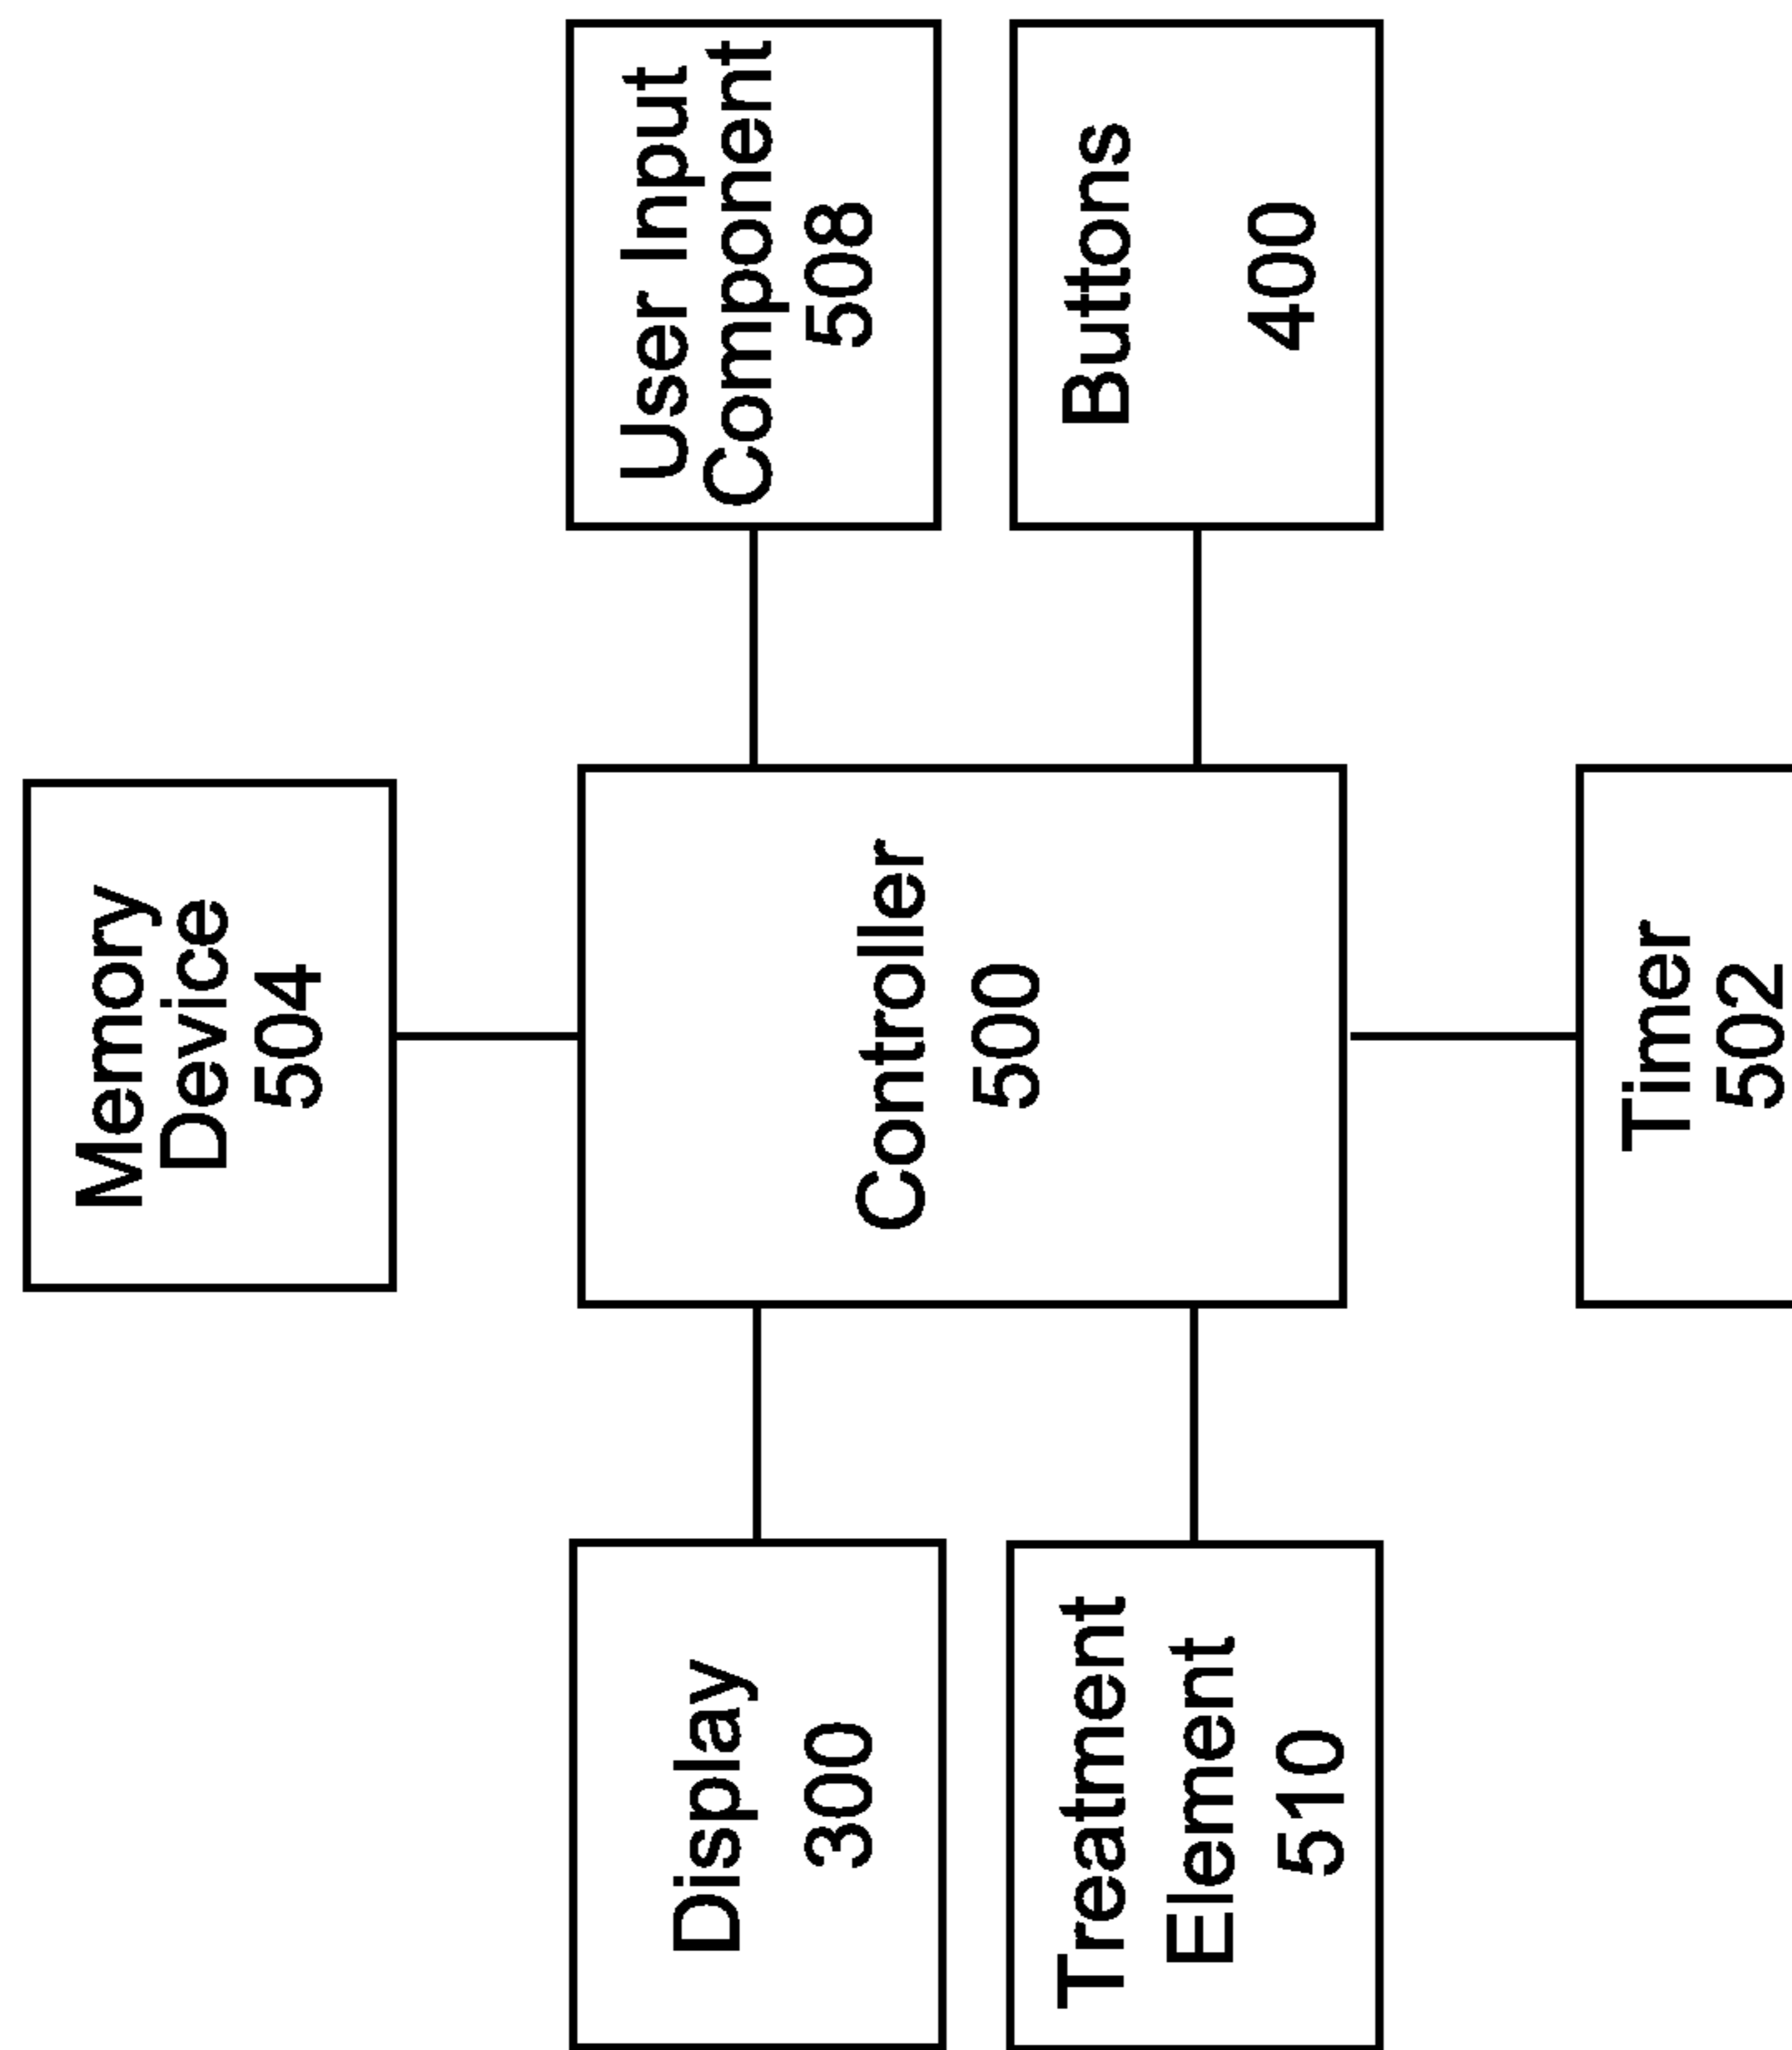 Memory
Device
504
Display
300
Controller
500
User Input
Component
508
Treatment
Element
510
Buttons
400
Timer
502